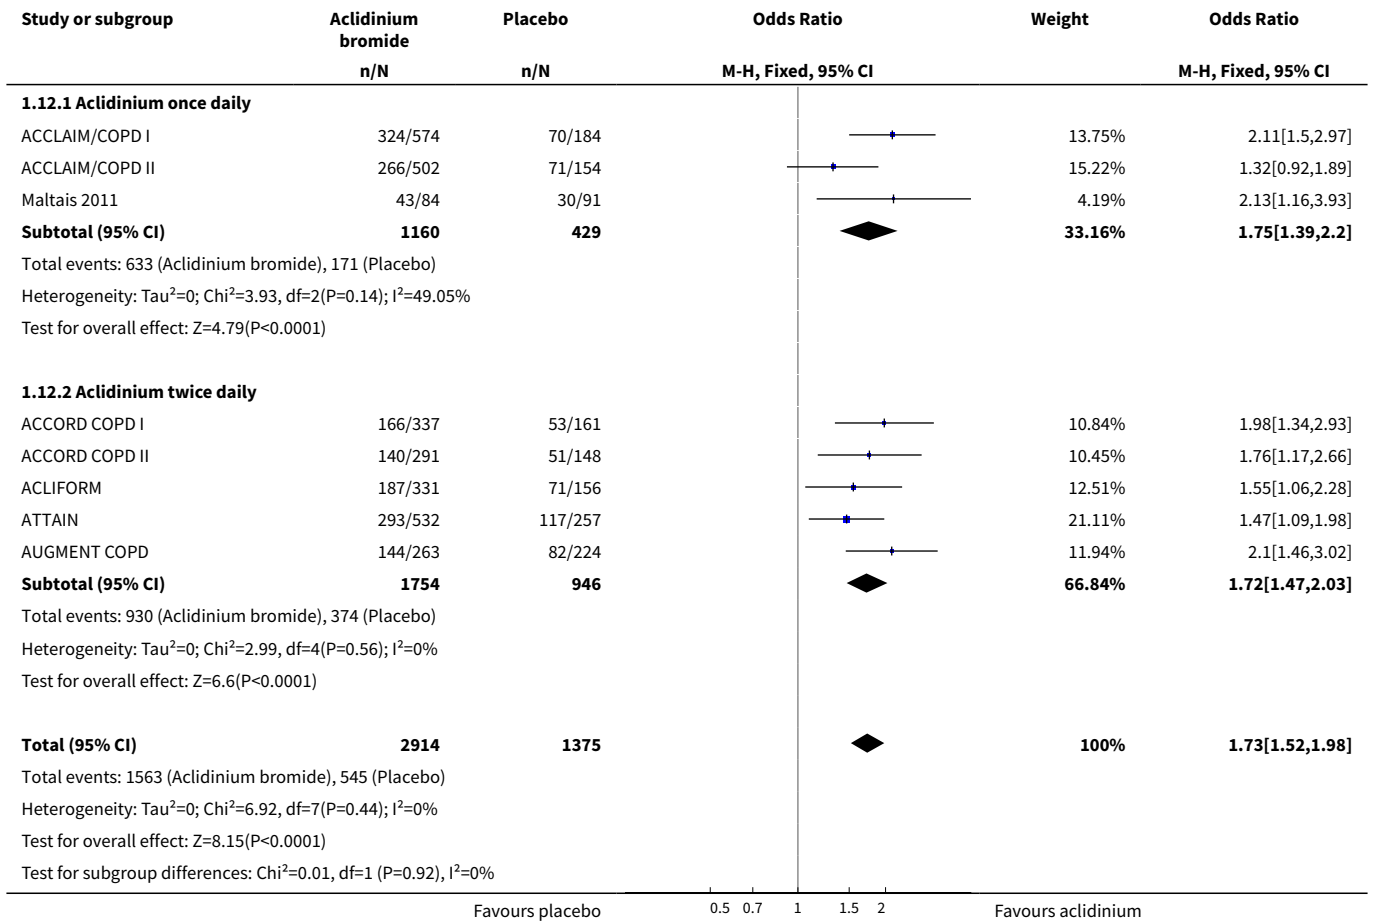 Study or subgroup Aclidinium bromide Placebo Odds Ratio Weight Odds Ratio
n/N n/N M-H, Fixed, 95% CI M-H, Fixed, 95% CI
1.12.1 Aclidinium once daily
ACCLAIM/COPD I 324/574 70/184 13.75% 2.11[1.5,2.97]
ACCLAIM/COPD II 266/502 71/154 15.22% 1.32[0.92,1.89]
Maltais 2011 43/84 30/91 4.19% 2.13[1.16,3.93]
Subtotal (95% CI) 1160 429 33.16% 1.75[1.39,2.2]
Total events: 633 (Aclidinium bromide), 171 (Placebo)
Heterogeneity: Tau²=0; Chi²=3.93, df=2(P=0.14); I²=49.05%
Test for overall effect: Z=4.79(P<0.0001)
1.12.2 Aclidinium twice daily
ACCORD COPD I 166/337 53/161 10.84% 1.98[1.34,2.93]
ACCORD COPD II 140/291 51/148 10.45% 1.76[1.17,2.66]
ACLIFORM 187/331 71/156 12.51% 1.55[1.06,2.28]
ATTAIN 293/532 117/257 21.11% 1.47[1.09,1.98]
AUGMENT COPD 144/263 82/224 11.94% 2.1[1.46,3.02]
Subtotal (95% CI) 1754 946 66.84% 1.72[1.47,2.03]
Total events: 930 (Aclidinium bromide), 374 (Placebo)
Heterogeneity: Tau²=0; Chi²=2.99, df=4(P=0.56); I²=0%
Test for overall effect: Z=6.6(P<0.0001)
Total (95% CI) 2914 1375 100% 1.73[1.52,1.98]
Total events: 1563 (Aclidinium bromide), 545 (Placebo)
Heterogeneity: Tau²=0; Chi²=6.92, df=7(P=0.44); I²=0%
Test for overall effect: Z=8.15(P<0.0001)
Test for subgroup differences: Chi²=0.01, df=1 (P=0.92), I²=0%
Favours placebo 0.5 0.7 1 1.5 2 Favours aclidinium